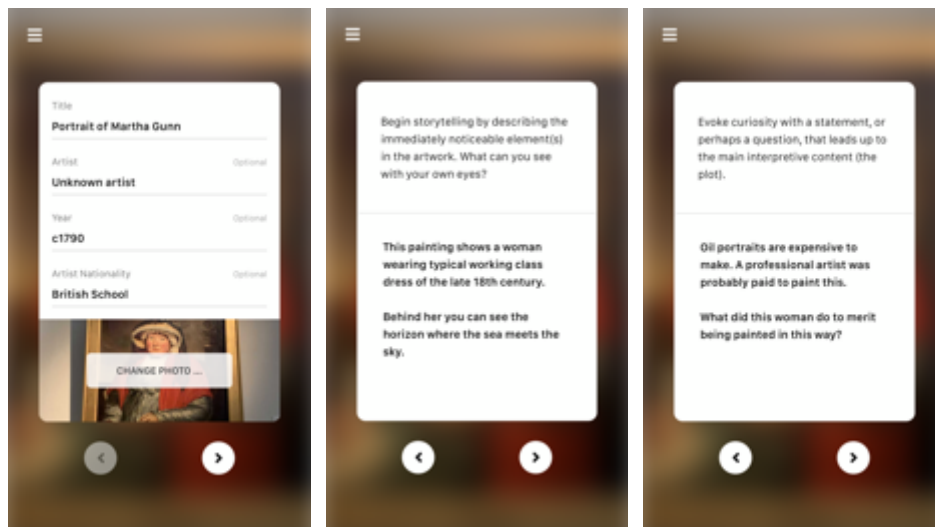 Title
Portrait of Martha Gunn
Artist Optional
Unknown artist
Year Optional
c1790
Artist Nationality Optional
British School
CHANGE PHOTO ...
Begin storytelling by describing the
immediately noticeable element(s)
in the artwork. What can you see
with your own eyes?
This painting shows a woman
wearing typical working class
dress of the late 18th century.
Behind her you can see the
horizon where the sea meets the
sky.
Evoke curiosity with a statement, or
perhaps a question, that leads up to
the main interpretive content (the
plot).
Oil portraits are expensive to
make. A professional artist was
probably paid to paint this.
What did this woman do to merit
being painted in this way?